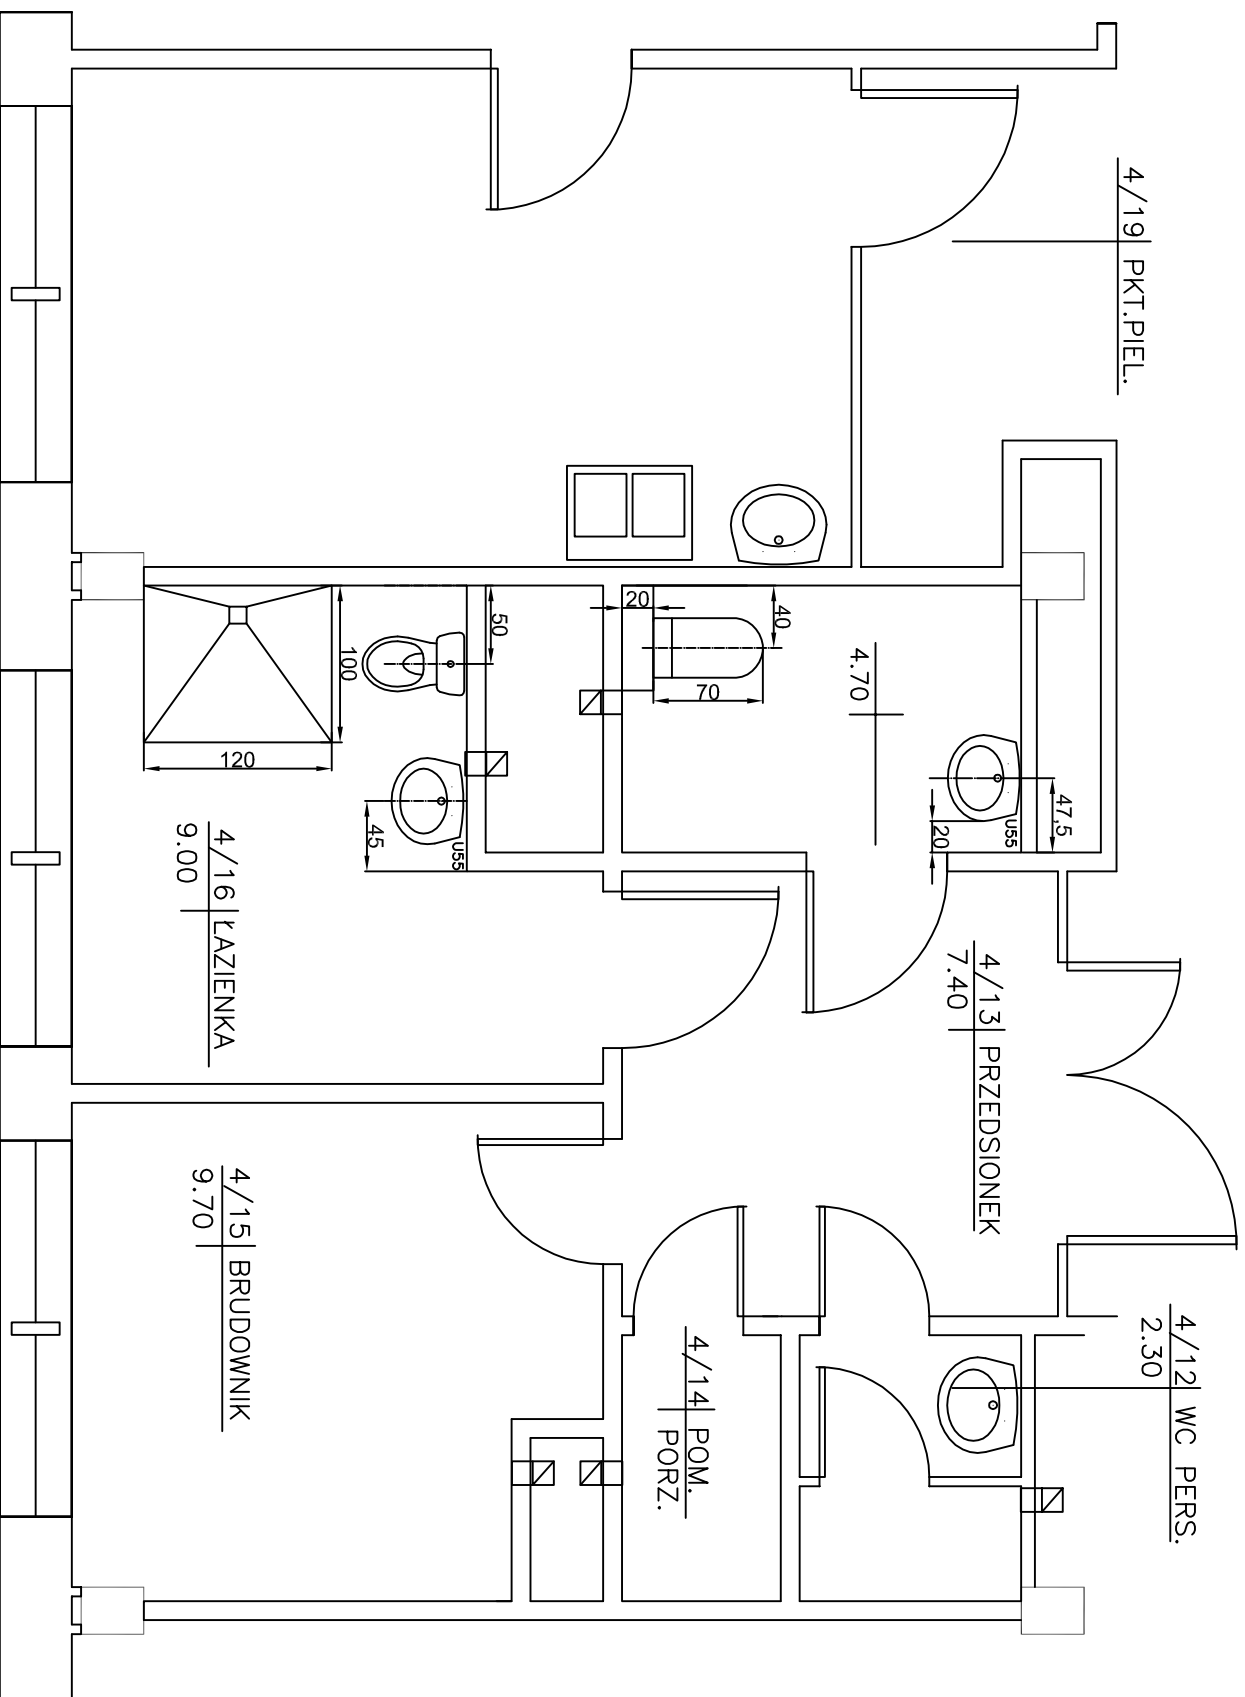 4/19 PKT.PIEL.
20
40
50
70
4.70
100
120
47,5
20
U55
45
U55
4/16 ŁAZIENKA
9.00
4/13 PRZEDSIONEK
7.40
4/15 BRUDOWNIK
9.70
4/12 WC PERS.
2.30
4/14 POM.
PORZ.